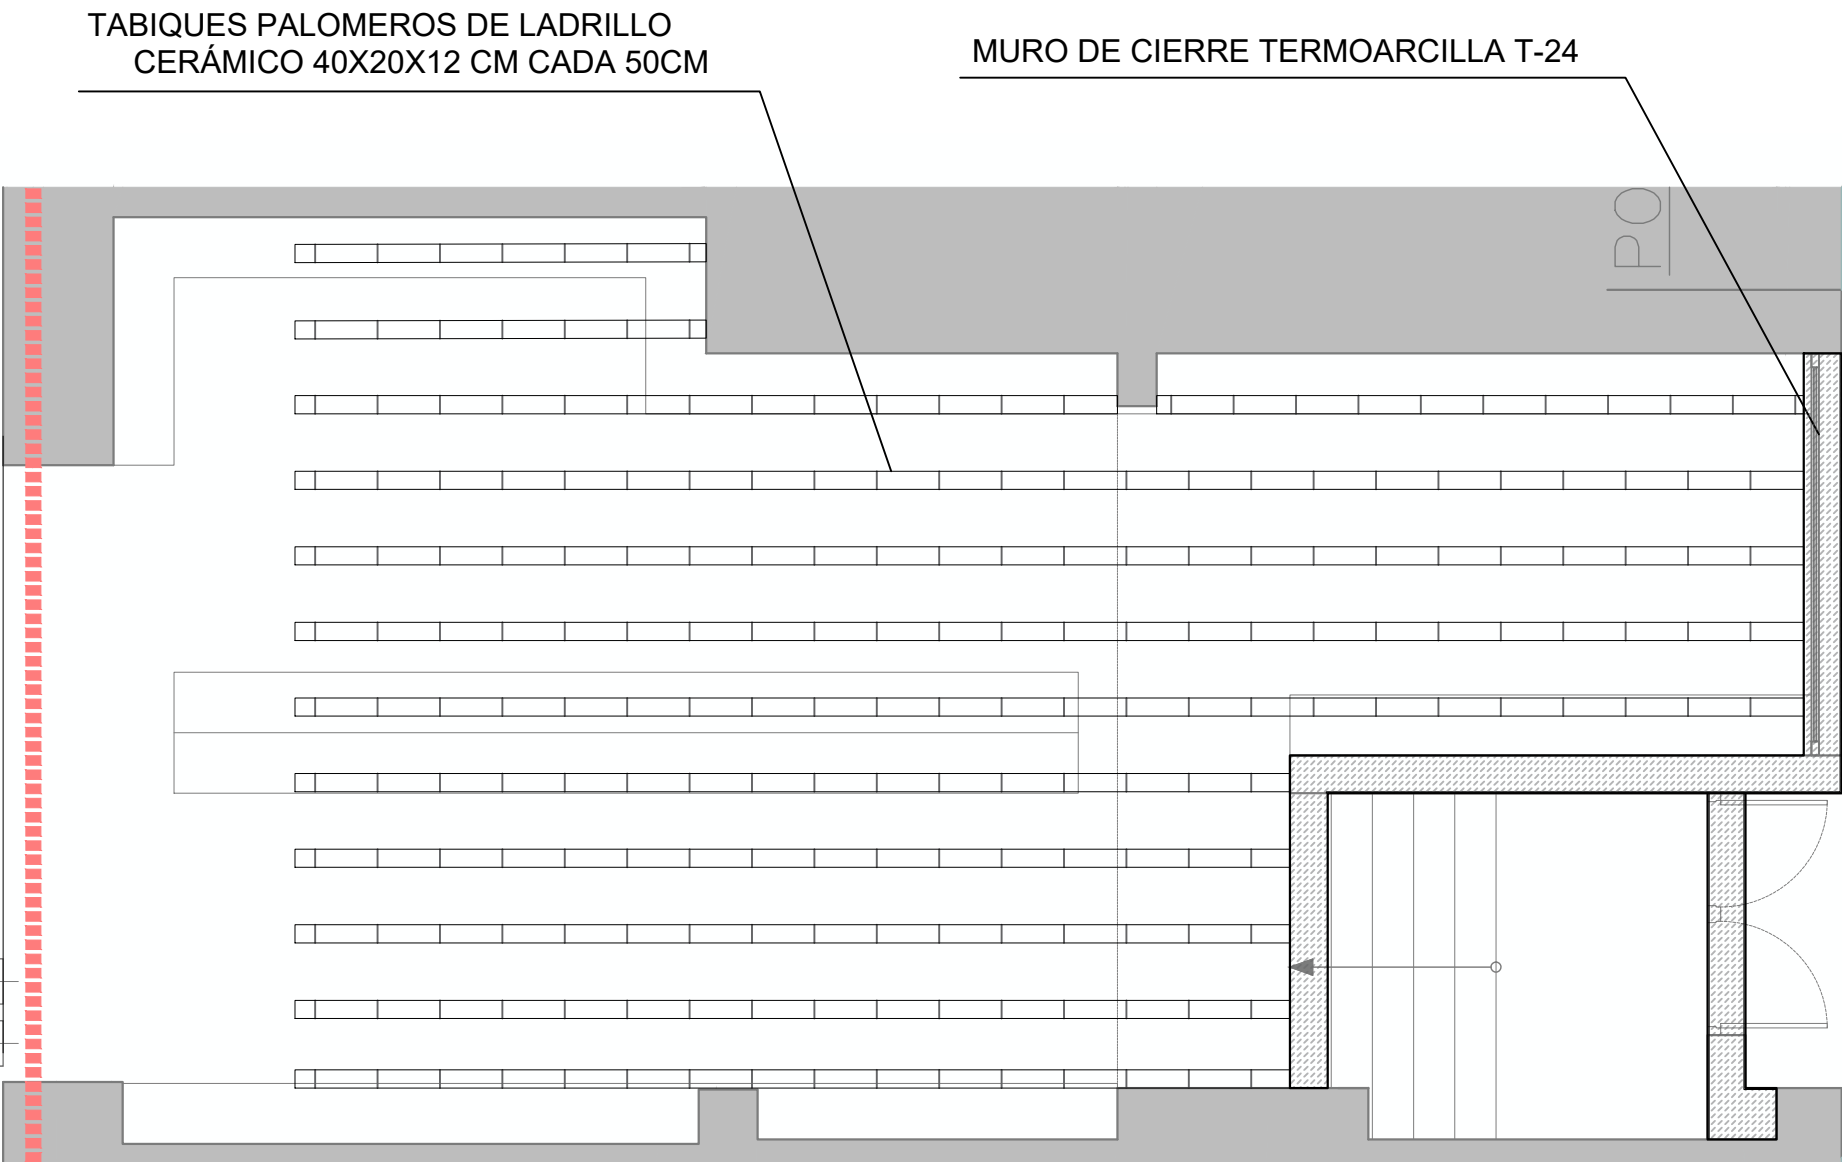 TABIQUES PALOMEROS DE LADRILLO
CERÁMICO 40X20X12 CM CADA 50CM
MURO DE CIERRE TERMOARCILLA T-24
PO